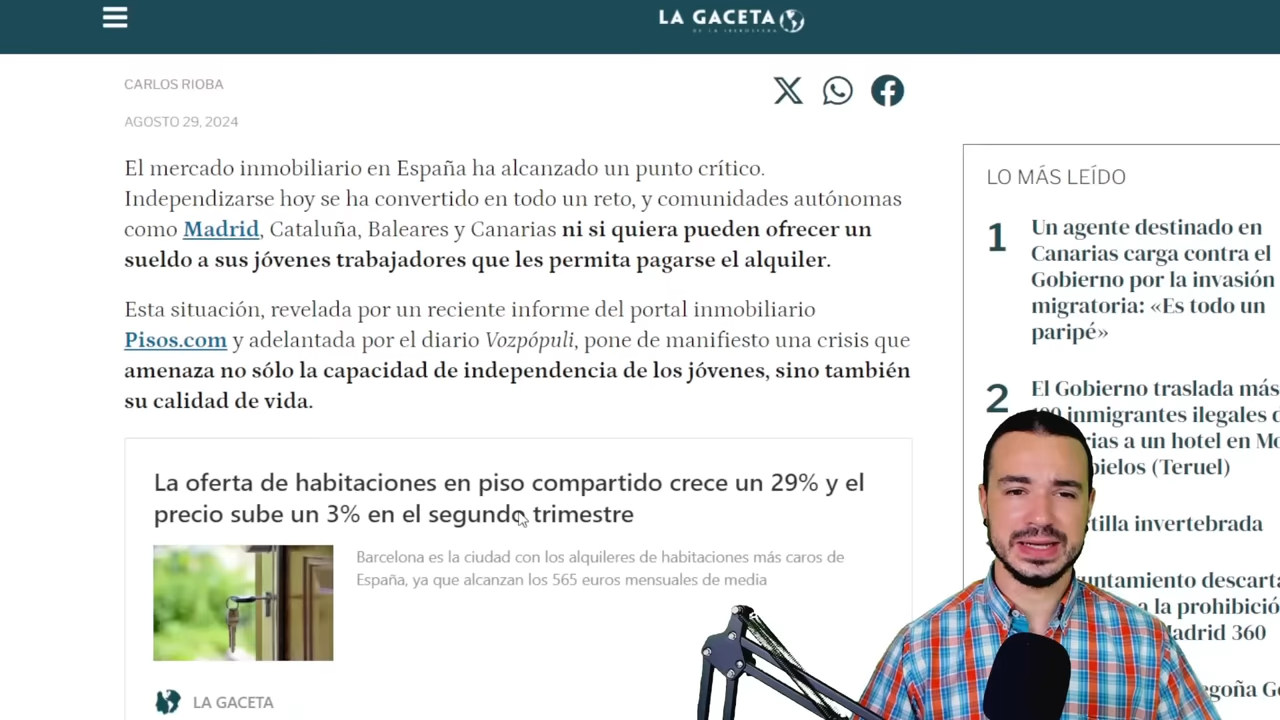 LA GACETA
DE LA IBEROSFERA
CARLOS RIOBA
AGOSTO 29, 2024
El mercado inmobiliario en España ha alcanzado un punto crítico.
Independizarse hoy se ha convertido en todo un reto, y comunidades autónomas
como Madrid, Cataluña, Baleares y Canarias ni si quiera pueden ofrecer un
sueldo a sus jóvenes trabajadores que les permita pagarse el alquiler.
Esta situación, revelada por un reciente informe del portal inmobiliario
Pisos.com y adelantada por el diario Vozpópuli, pone de manifiesto una crisis que
amenaza no sólo la capacidad de independencia de los jóvenes, sino también
su calidad de vida.
La oferta de habitaciones en piso compartido crece un 29% y el
precio sube un 3% en el segundo trimestre
Barcelona es la ciudad con los alquileres de habitaciones más caros de
España, ya que alcanzan los 565 euros mensuales de media
LA GACETA
LO MÁS LEÍDO
1
Un agente destinado en
Canarias carga contra el
Gobierno por la invasión
migratoria: «Es todo un
paripé»
2
El Gobierno traslada más
inmigrantes ilegales
a un hotel en
(Teruel)
invertebrada
a la
360